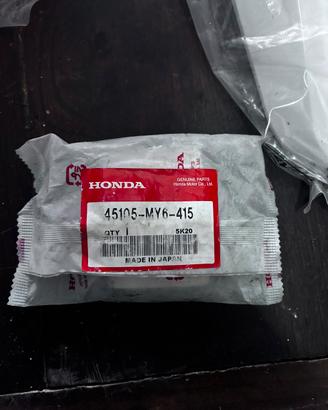 HONDA
GENUINE PARTS
Honda Motor Co., Ltd.
45105-MY6-415
QTY 1
5K20
MADE IN JAPAN